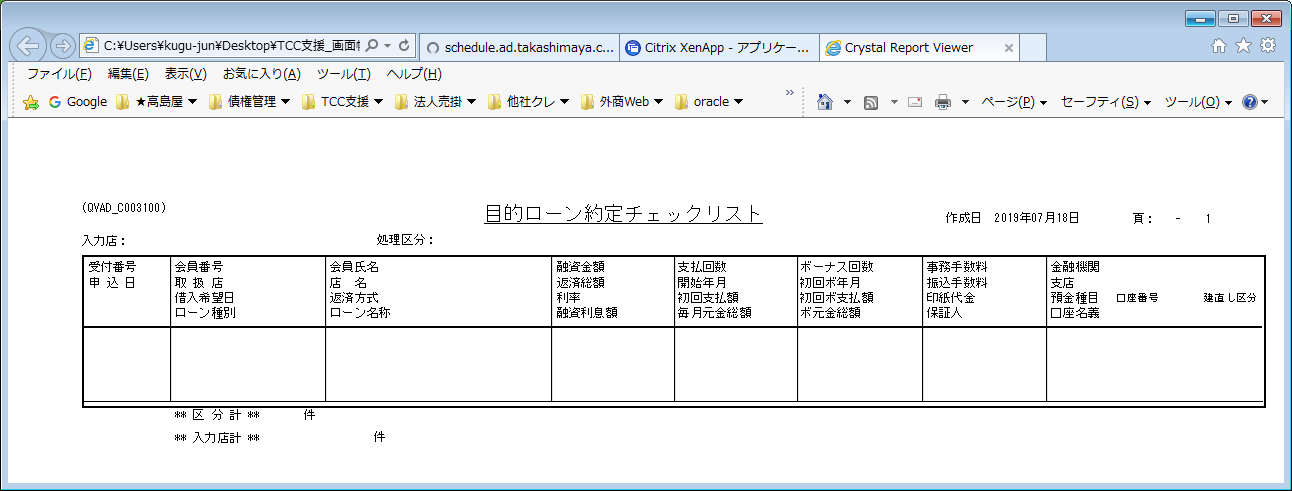 C:¥Users¥kugu-jun¥Desktop¥TCC支援_画面 schedule.ad.takashimaya.c... Citrix XenApp - アプリケー... Crystal Report Viewer
ファイル(F) 編集(E) 表示(V) お気に入り(A) ツール(T) ヘルプ(H)
Google ★高島屋 債権管理 TCC支援 法人売掛 他社クレ 外商Web oracle » ページ(P) セーフティ(S) ツール(O)
(QVAD_C003100)
目的ローン約定チェックリスト
作成日 2019年07月18日 頁: - 1
入力店: 処理区分:
受付番号 会員番号 会員氏名 融資金額 支払回数 ボーナス回数 事務手数料 金融機関
申込日 取扱店 店名 返済総額 開始年月 初回ボ年月 振込手数料 支店
借入希望日 返済方式 利率 初回支払額 初回ボ支払額 印紙代金 預金種目 口座番号 建直し区分
ローン種別 ローン名称 融資利息額 毎月元金総額 ボ元金総額 保証人 口座名義
** 区分計 ** 件
** 入力店計 ** 件